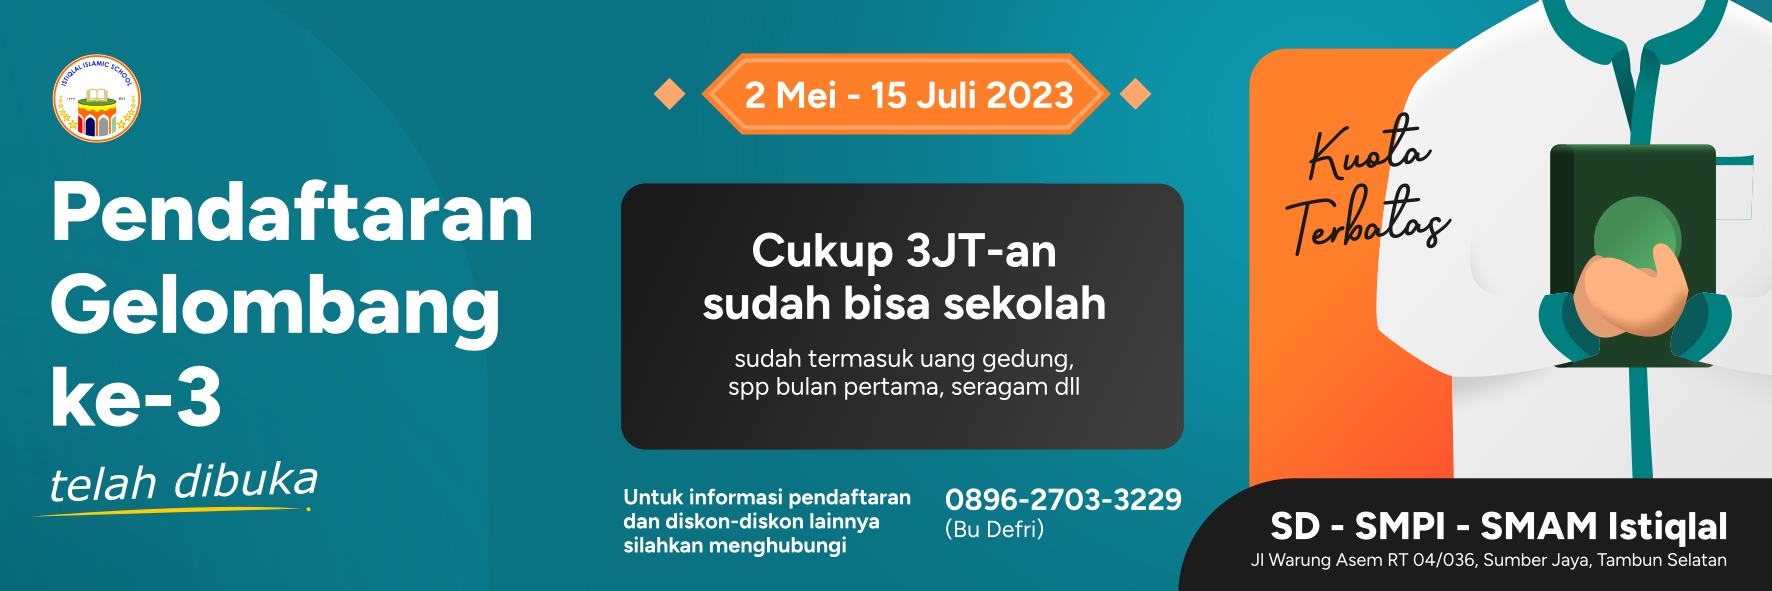 ISTIQLAL ISLAMIC SCHOOL
Pendaftaran
Gelombang
ke-3
telah dibuka
2 Mei - 15 Juli 2023
Cukup 3JT-an
sudah bisa sekolah
sudah termasuk uang gedung,
spp bulan pertama, seragam dll
Untuk informasi pendaftaran
dan diskon-diskon lainnya
silahkan menghubungi
0896-2703-3229
(Bu Defri)
Kuota
Terbatas
SD - SMPI - SMAM Istiqlal
Jl Warung Asem RT 04/036, Sumber Jaya, Tambun Selatan